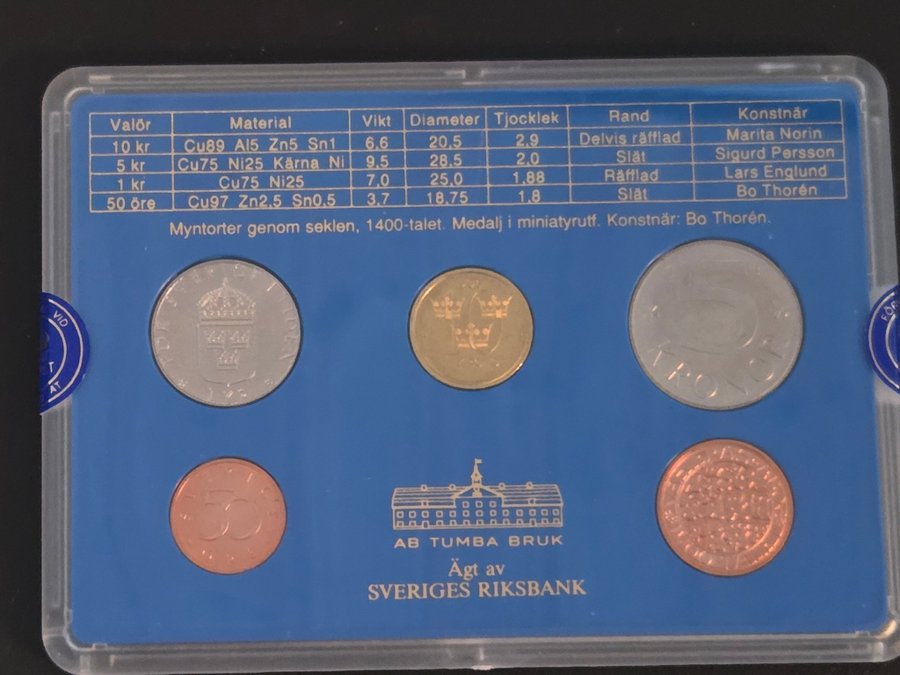 Valör Material Vikt Diameter Tjocklek Rand Konstnär
10 kr Cu89 Al5 Zn5 Sn1 6,6 20,5 2,9 Delvis räfflad Marita Norin
5 kr Cu75 Ni25 Kärna Ni 9,5 28,5 2,0 Slät Sigurd Persson
1 kr Cu75 Ni25 7,0 25,0 1,88 Räfflad Lars Englund
50 öre Cu97 Zn2,5 Sn0,5 3,7 18,75 1,8 Slät Bo Thorén
Myntorter genom seklen, 1400-talet. Medalj i miniatyrutf. Konstnär: Bo Thorén.
5
KRONOR
VID
50
AB TUMBA BRUK
Ägt av
SVERIGES RIKSBANK